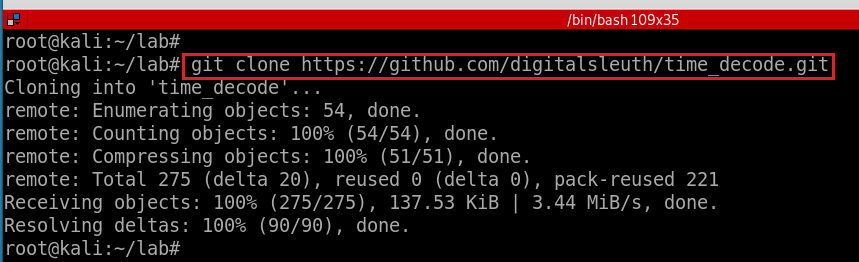 /bin/bash 109x35
root@kali:~/lab#
root@kali:~/lab# git clone https://github.com/digitalsleuth/time_decode.git
Cloning into 'time_decode'...
remote: Enumerating objects: 54, done.
remote: Counting objects: 100% (54/54), done.
remote: Compressing objects: 100% (51/51), done.
remote: Total 275 (delta 20), reused 0 (delta 0), pack-reused 221
Receiving objects: 100% (275/275), 137.53 KiB | 3.44 MiB/s, done.
Resolving deltas: 100% (90/90), done.
root@kali:~/lab#